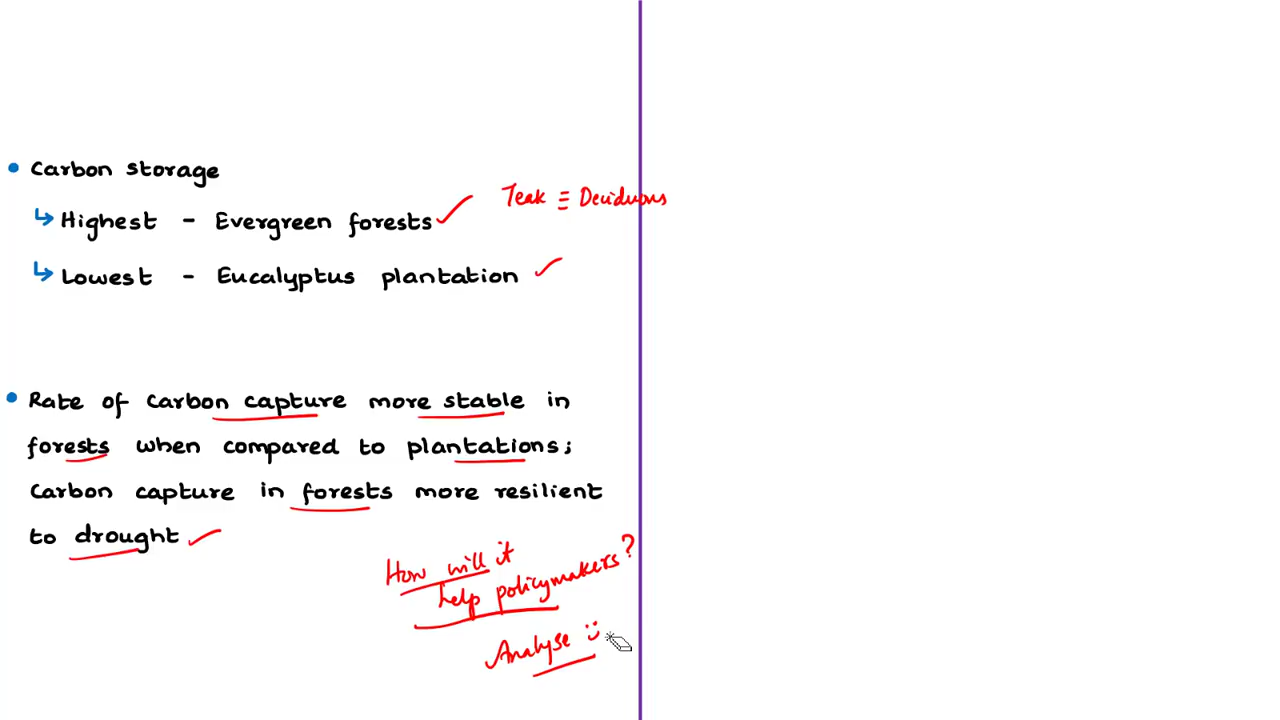 Carbon storage
Teak ≡ Deciduous
Highest - Evergreen forests
Lowest - Eucalyptus plantation
Rate of carbon capture more stable in
forests when compared to plantations;
Carbon capture in forests more resilient
to drought
How will it
help policymakers?
Analyse